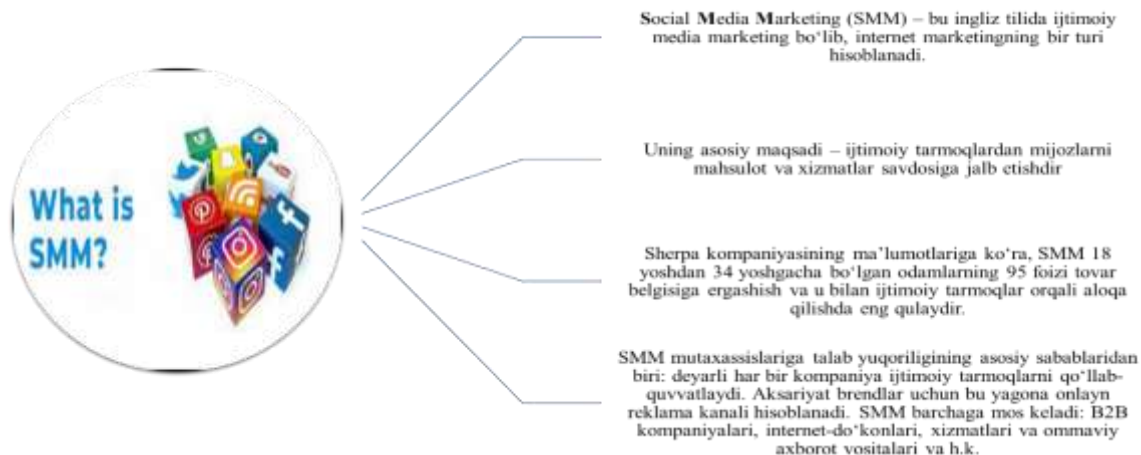 What is
SMM?
Social Media Marketing (SMM) – bu ingliz tilida ijtimoiy
media marketing bo‘lib, internet marketingning bir turi
hisoblanadi.
Uning asosiy maqsadi – ijtimoiy tarmoqlardan mijozlarni
mahsulot va xizmatlar savdosiga jalb etishdir
Sherpa kompaniyasining ma’lumotlariga ko‘ra, SMM 18
yoshdan 34 yoshgacha bo‘lgan odamlarning 95 foizi tovar
belgisiga ergashish va u bilan ijtimoiy tarmoqlar orqali aloqa
qilishda eng qulaydir.
SMM mutaxassislariga talab yuqoriligining asosiy sabablaridan
biri: deyarli har bir kompaniya ijtimoiy tarmoqlarni qo‘llab-
quvvatlaydi. Aksariyat brendlar uchun bu yagona onlayn
reklama kanali hisoblanadi. SMM barchaga mos keladi: B2B
kompaniyalari, internet-do‘konlari, xizmatlari va ommaviy
axborot vositalari va h.k.